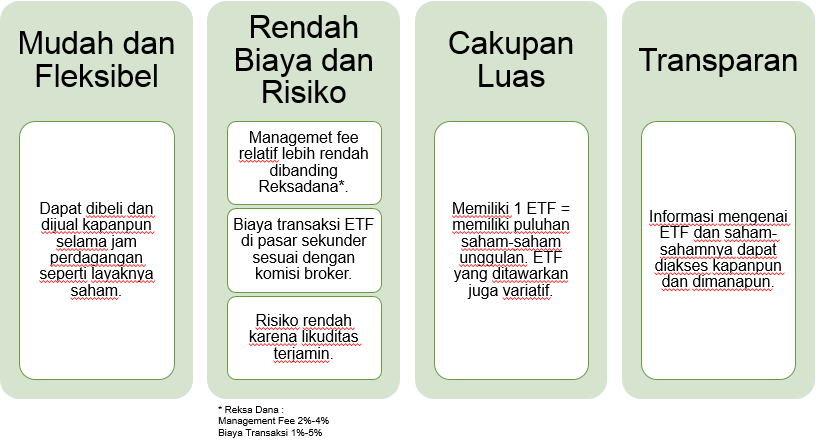 Mudah dan
Fleksibel
Dapat dibeli dan
dijual kapanpun
selama jam
perdagangan
seperti layaknya
saham.
Rendah
Biaya dan
Risiko
Managemet fee
relatif lebih rendah
dibanding
Reksadana*.
Biaya transaksi ETF
di pasar sekunder
sesuai dengan
komisi broker.
Risiko rendah
karena likuditas
terjamin.
Cakupan
Luas
Memiliki 1 ETF =
memiliki puluhan
saham-saham
unggulan. ETF
yang ditawarkan
juga variatif.
Transparan
Informasi mengenai
ETF dan saham-
sahamnya dapat
diakses kapanpun
dan dimanapun.
* Reksa Dana :
Management Fee 2%-4%
Biaya Transaksi 1%-5%